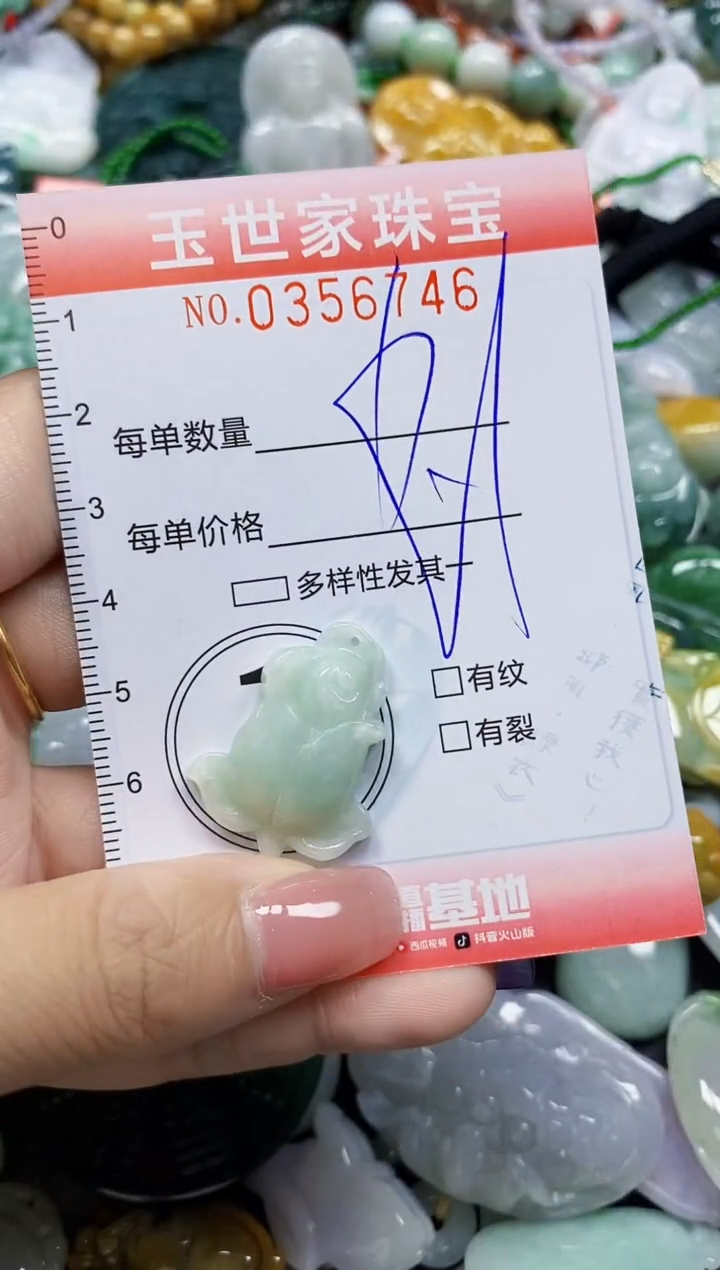 玉世家珠宝
NO.0356746
0
1
2
3
4
5
6
每单数量
每单价格
多样性发其一
有纹
有裂
直播基地
西瓜视频 抖音火山版